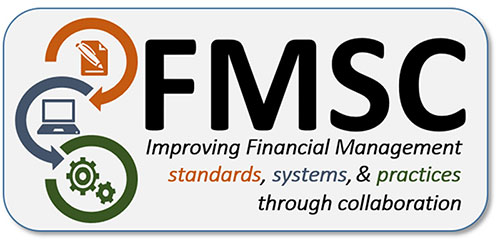 FMSC
Improving Financial Management
standards, systems, & practices
through collaboration